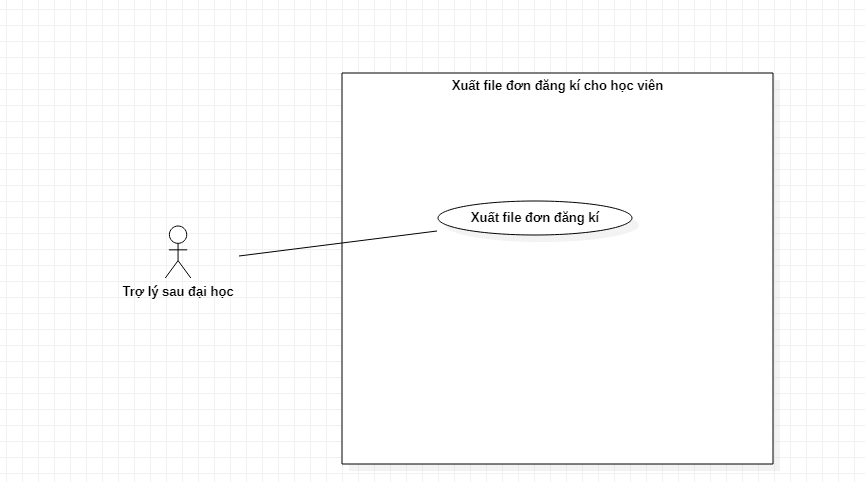 Xuất file đơn đăng kí cho học viên
Xuất file đơn đăng kí
Trợ lý sau đại học